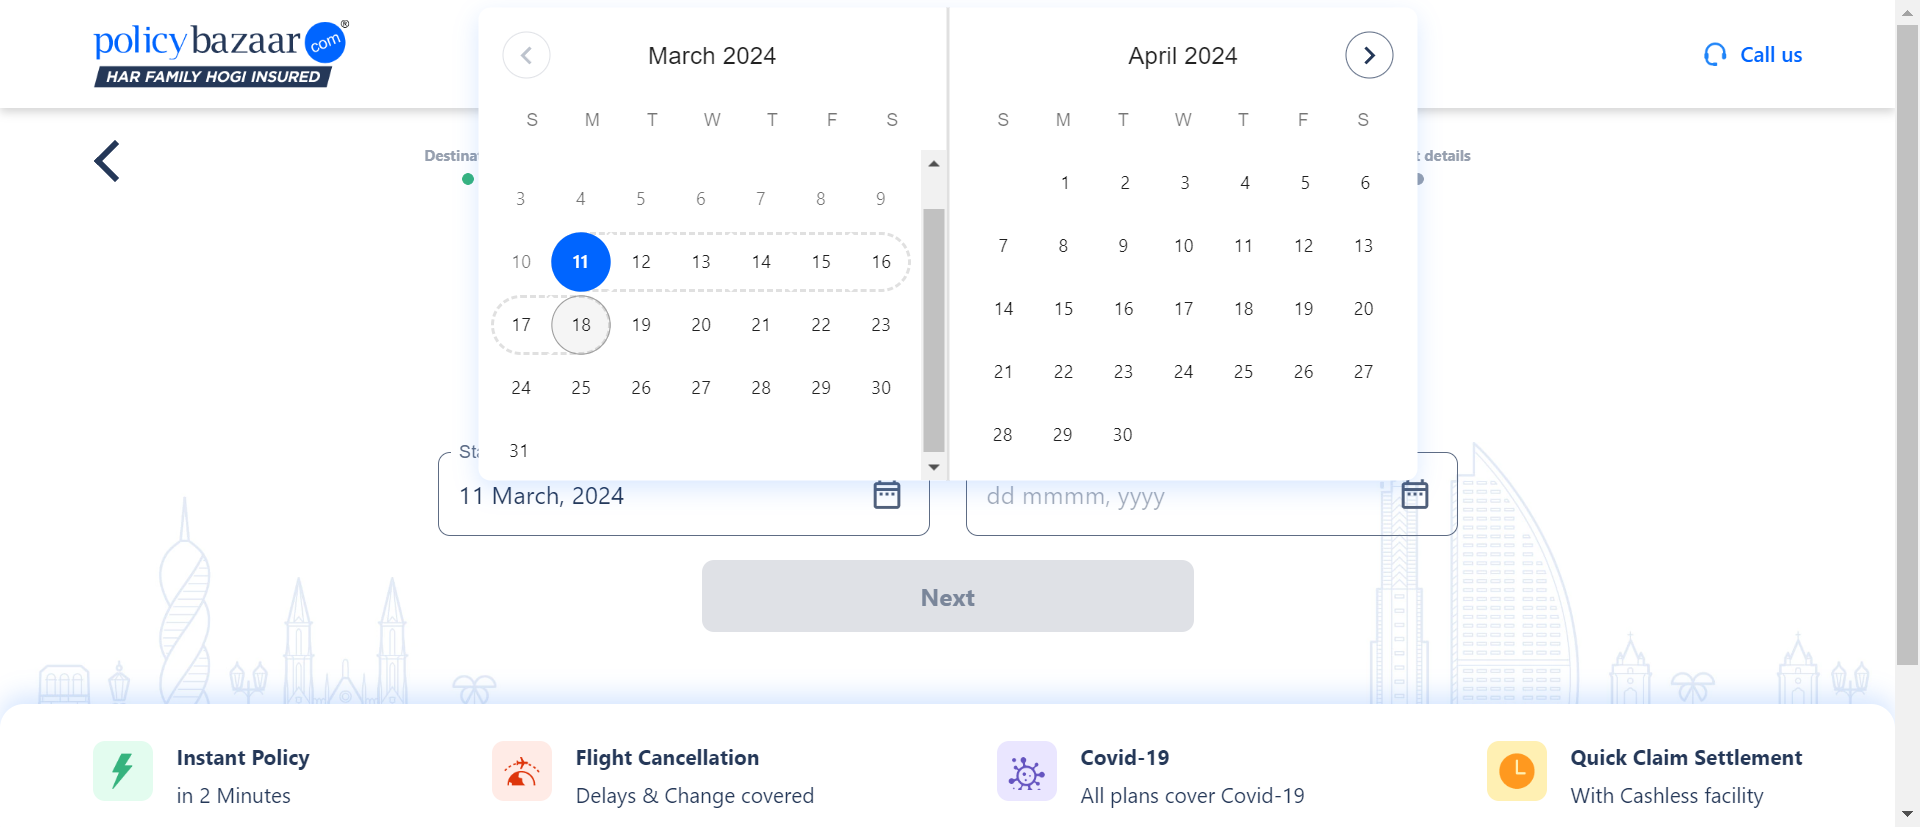 policybazaar com ®
HAR FAMILY HOGI INSURED
Call us
March 2024
S M T W T F S
3 4 5 6 7 8 9
10 11 12 13 14 15 16
17 18 19 20 21 22 23
24 25 26 27 28 29 30
31
April 2024
S M T W T F S
1 2 3 4 5 6
7 8 9 10 11 12 13
14 15 16 17 18 19 20
21 22 23 24 25 26 27
28 29 30
Destina
t details
Sta
11 March, 2024
dd mmmm, yyyy
Next
Instant Policy
in 2 Minutes
Flight Cancellation
Delays & Change covered
Covid-19
All plans cover Covid-19
Quick Claim Settlement
With Cashless facility